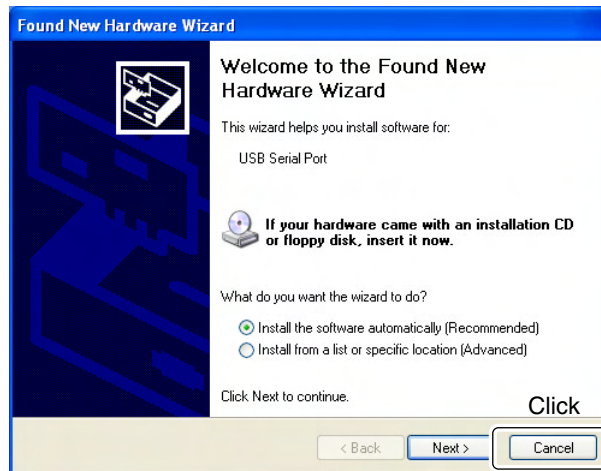 Found New Hardware Wizard
Welcome to the Found New
Hardware Wizard
This wizard helps you install software for:
USB Serial Port
If your hardware came with an installation CD
or floppy disk, insert it now.
What do you want the wizard to do?
Install the software automatically (Recommended)
Install from a list or specific location (Advanced)
Click Next to continue.
Click
< Back Next > Cancel